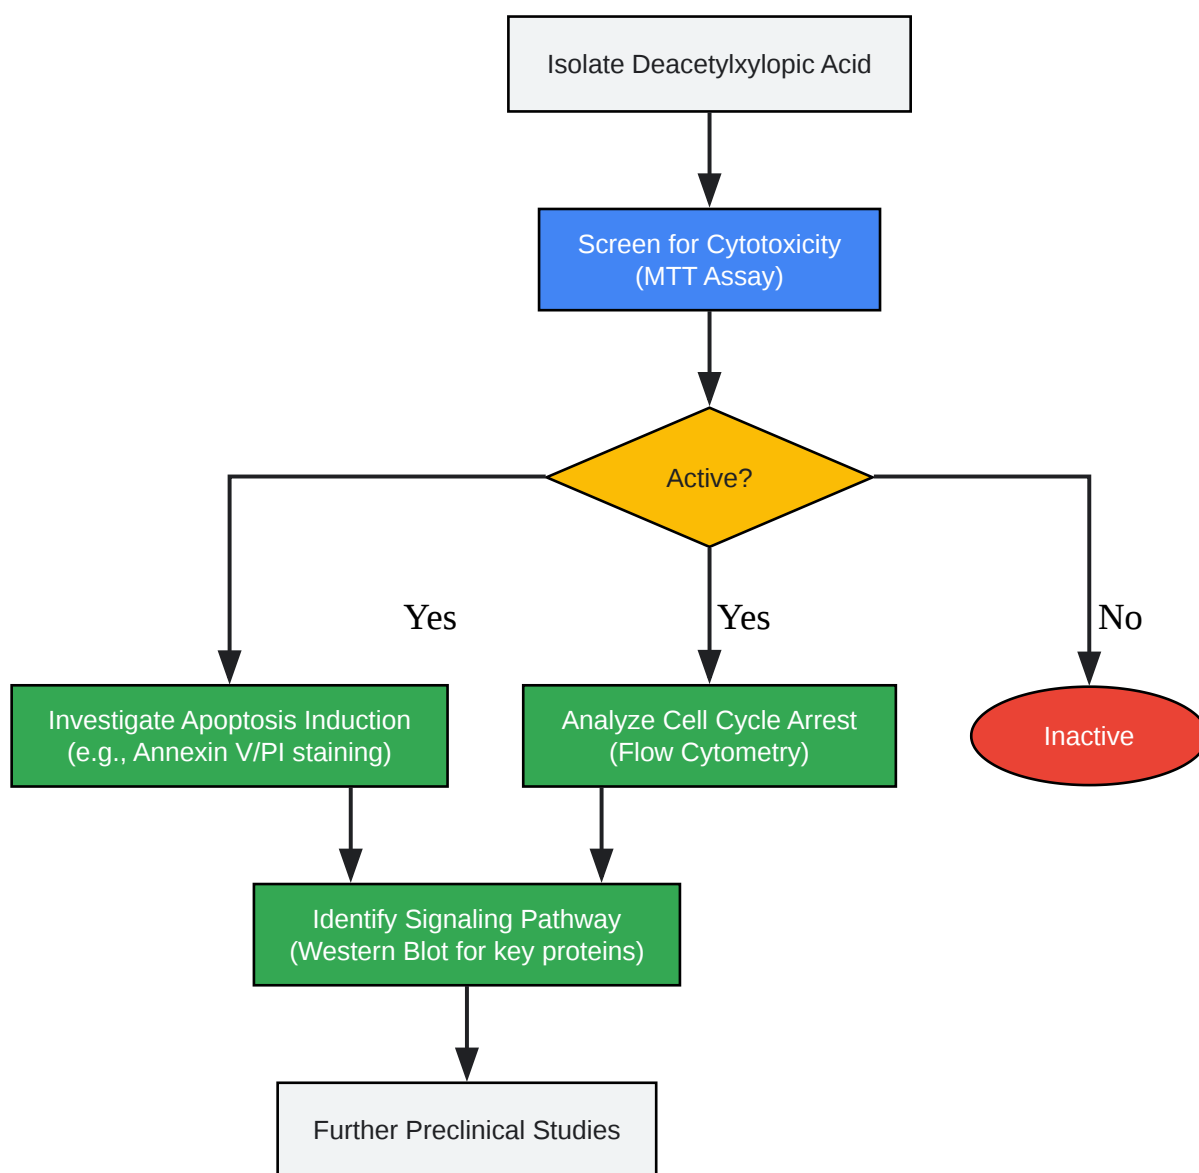 Isolate Deacetylxylopic Acid
Screen for Cytotoxicity
(MTT Assay)
Active?
Yes
Yes
No
Investigate Apoptosis Induction
(e.g., Annexin V/PI staining)
Analyze Cell Cycle Arrest
(Flow Cytometry)
Inactive
Identify Signaling Pathway
(Western Blot for key proteins)
Further Preclinical Studies